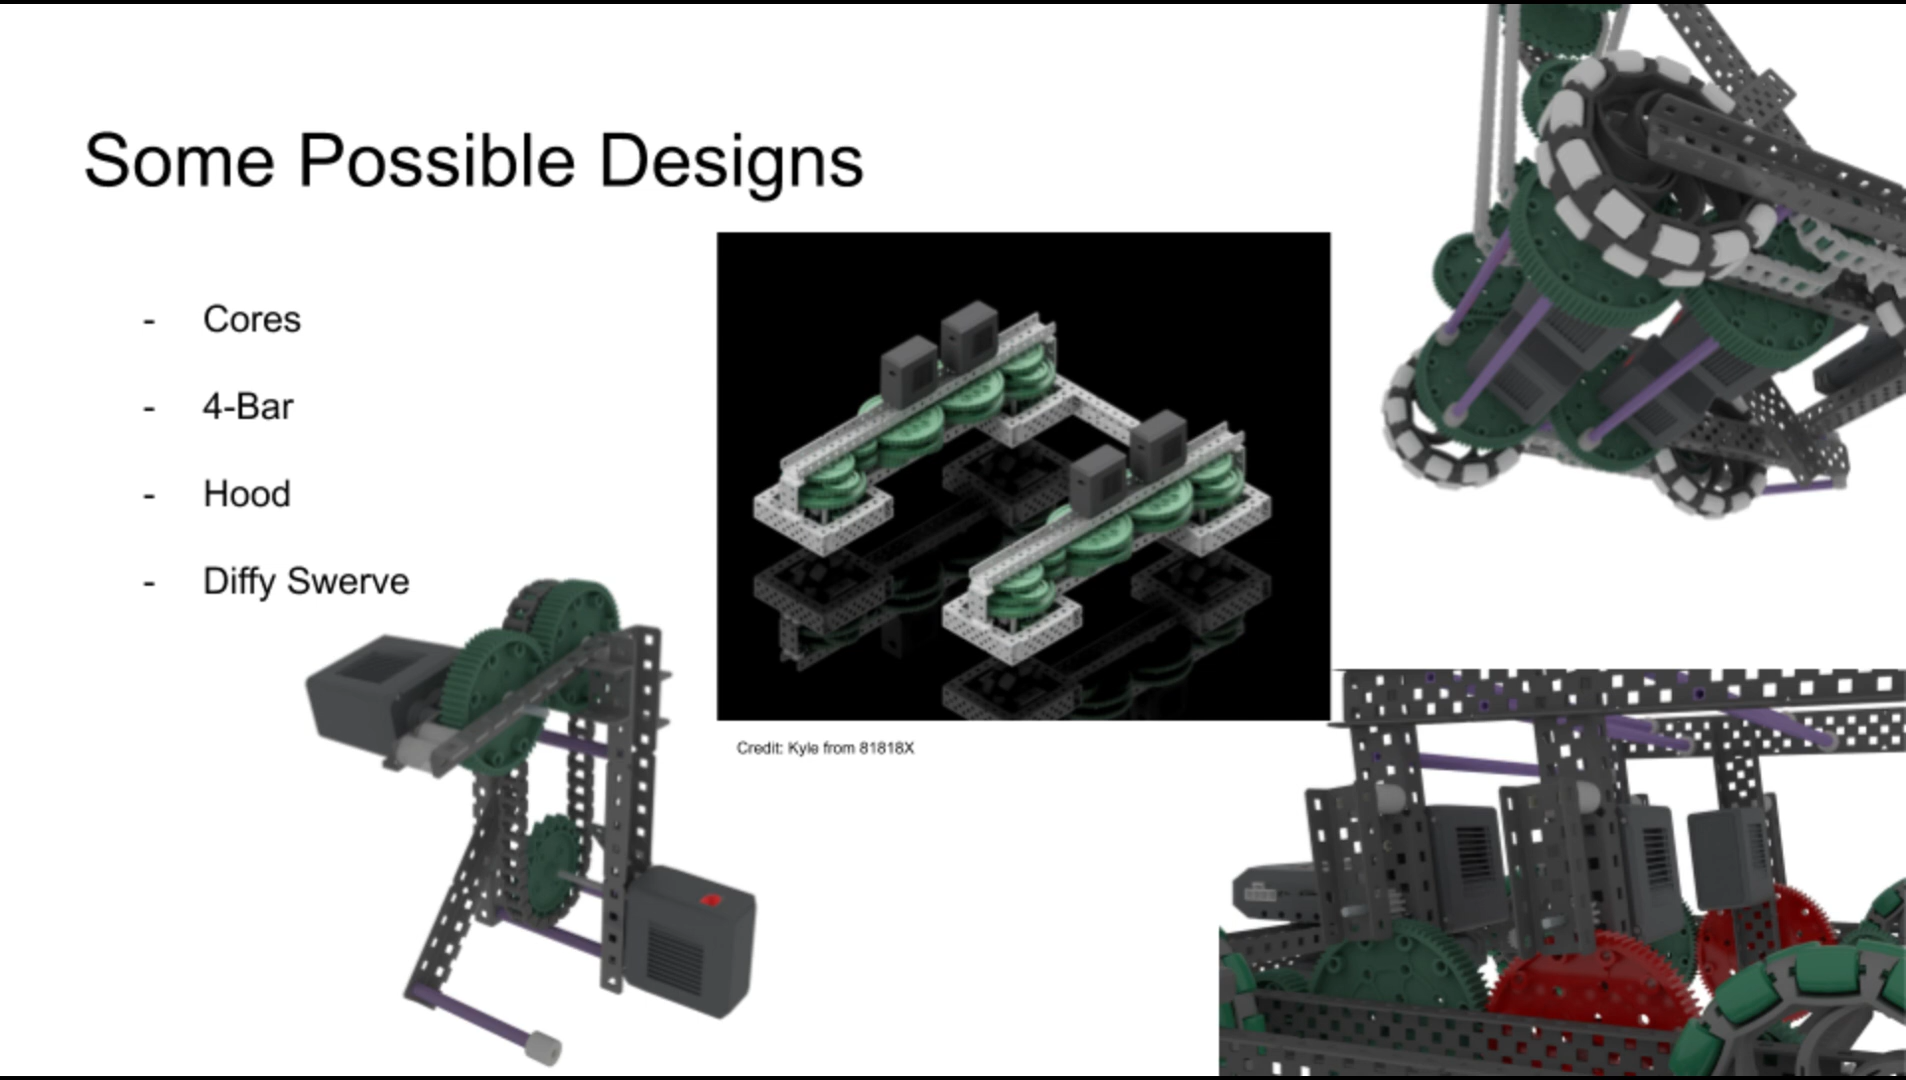 Some Possible Designs
- Cores
- 4-Bar
- Hood
- Diffy Swerve
Credit: Kyle from 81818X